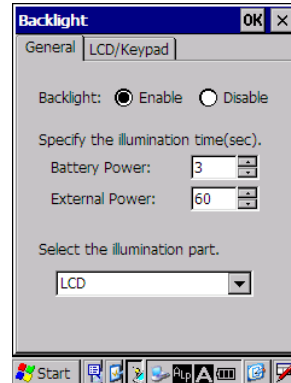 Backlight OK ×
General LCD/Keypad
Backlight: Enable Disable
Specify the illumination time(sec).
Battery Power: 3
External Power: 60
Select the illumination part.
LCD
Start ALP A